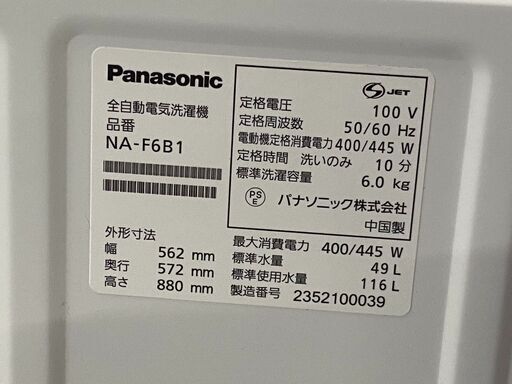 Panasonic
全自動電気洗濯機
品番
NA-F6B1
外形寸法
幅 562 mm
奥行 572 mm
高さ 880 mm
S JET
定格電圧 100 V
定格周波数 50/60 Hz
電動機定格消費電力 400/445 W
定格時間 洗いのみ 10 分
標準洗濯容量 6.0 kg
PS E パナソニック株式会社
中国製
最大消費電力 400/445 W
標準水量 49 L
標準使用水量 116 L
製造番号 2352100039